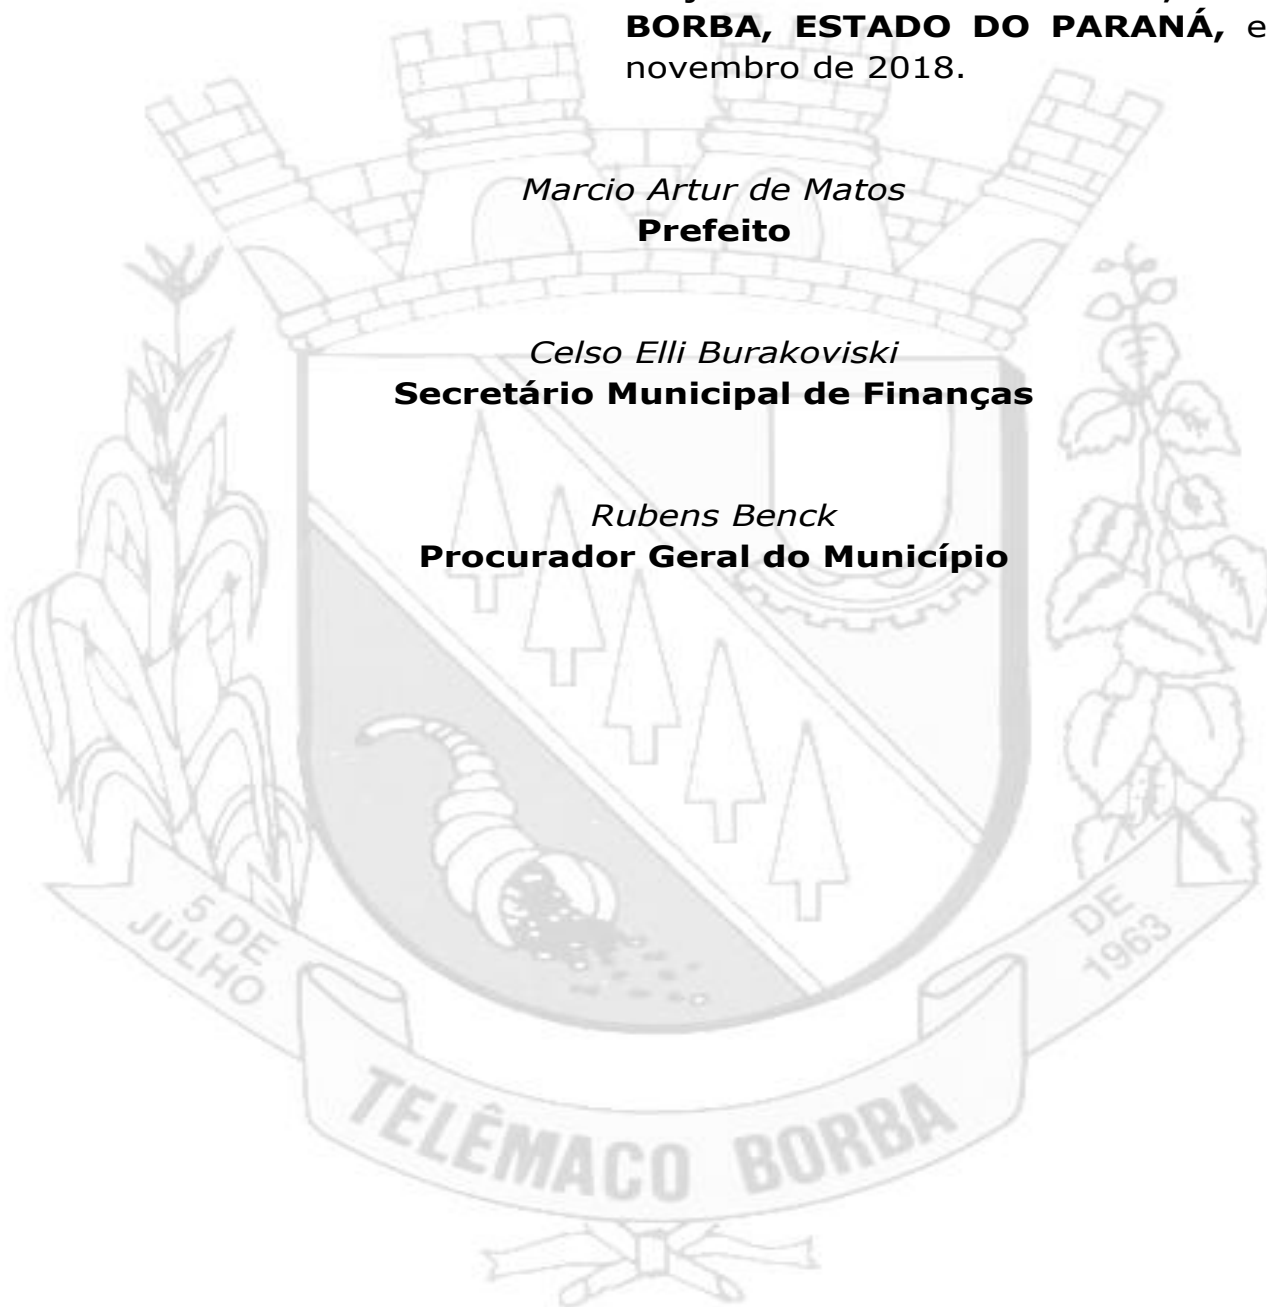 BORBA, ESTADO DO PARANÁ, e
novembro de 2018.
Marcio Artur de Matos
Prefeito
Celso Elli Burakoviski
Secretário Municipal de Finanças
Rubens Benck
Procurador Geral do Município
5 DE
JULHO
DE
1963
TELÊMACO BORBA